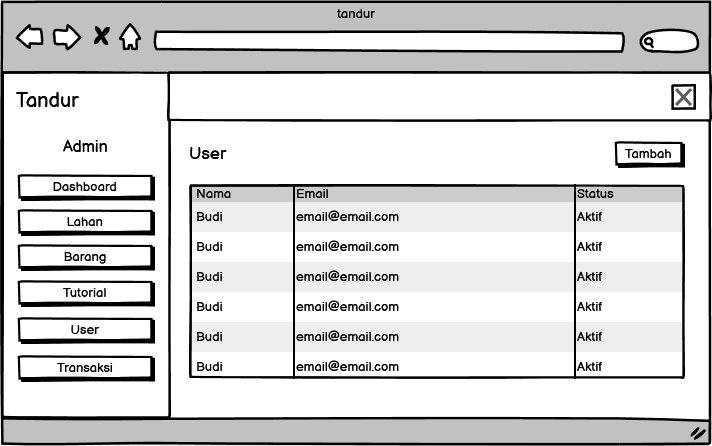 tandur
Tandur
Admin
Dashboard
Lahan
Barang
Tutorial
User
Transaksi
User
Tambah
Nama Email Status
Budi email@email.com Aktif
Budi email@email.com Aktif
Budi email@email.com Aktif
Budi email@email.com Aktif
Budi email@email.com Aktif
Budi email@email.com Aktif